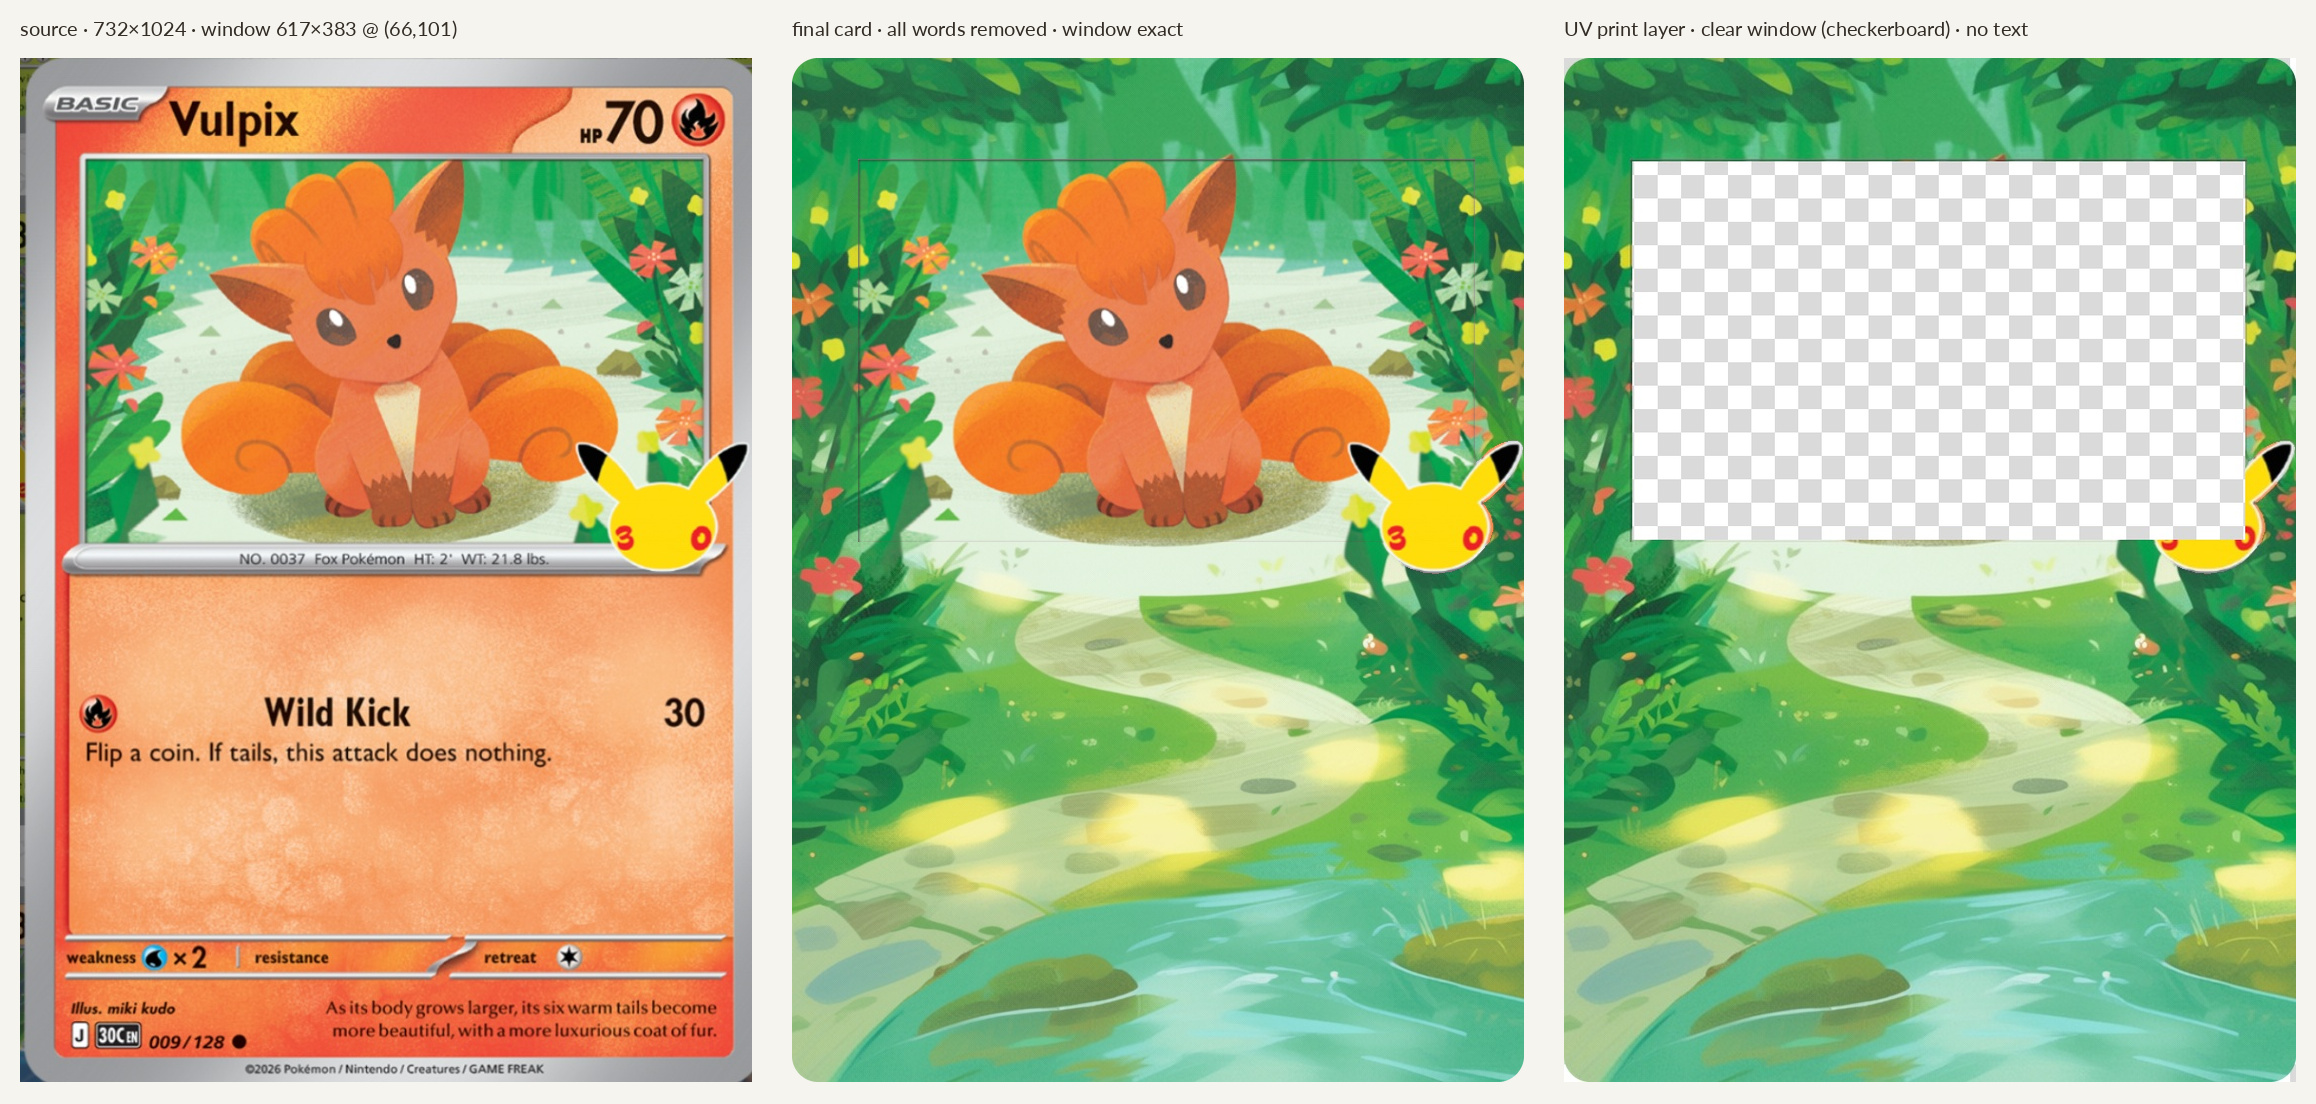 source · 732×1024 · window 617×383 @ (66,101)
final card · all words removed · window exact
UV print layer · clear window (checkerboard) · no text
BASIC
Vulpix
HP 70
3 0
NO. 0037 Fox Pokémon HT: 2' WT: 21.8 lbs.
Wild Kick 30
Flip a coin. If tails, this attack does nothing.
weakness ×2 resistance retreat
Illus. miki kudo
As its body grows larger, its six warm tails become
more beautiful, with a more luxurious coat of fur.
J 30C EN 009/128
©2026 Pokémon / Nintendo / Creatures / GAME FREAK
3 0
3 0